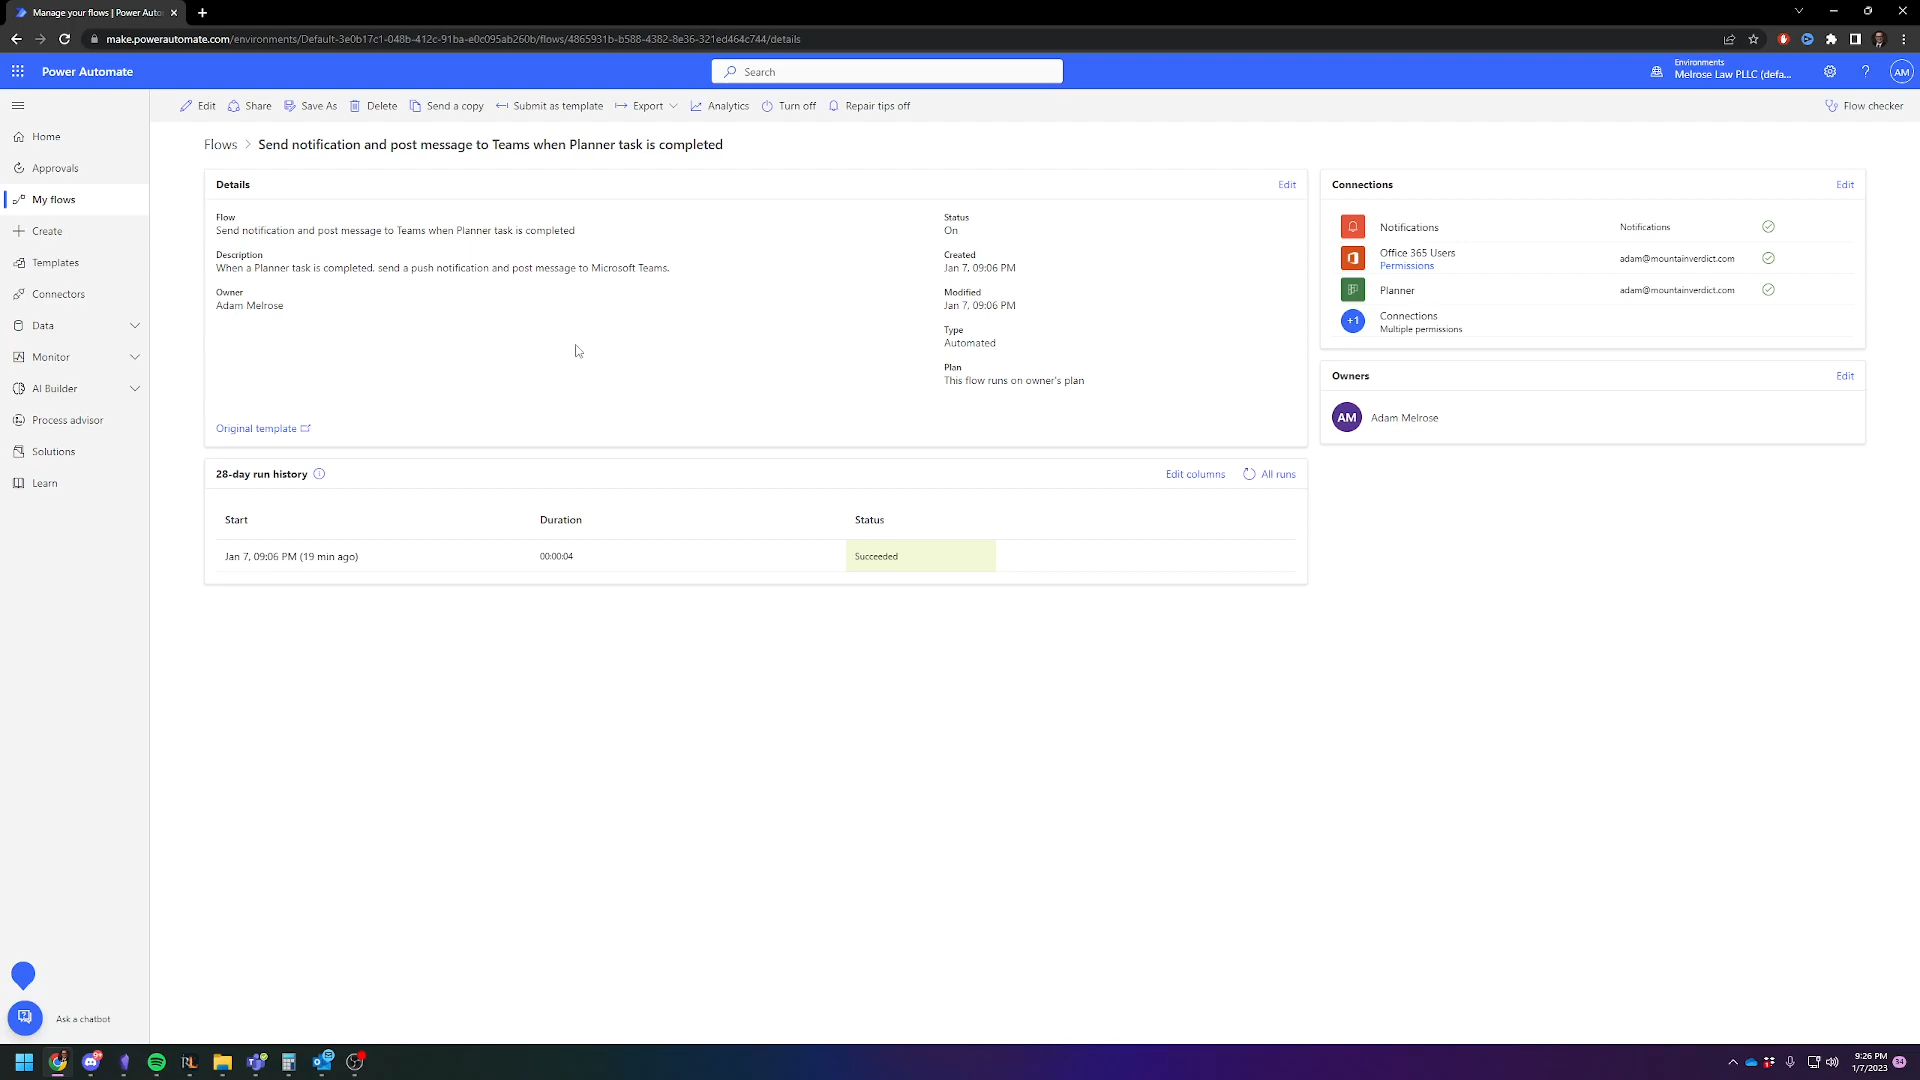 Manage your flows | Power Auto
make.powerautomate.com/environments/Default-3e0b17c1-048b-412c-91ba-e0c095ab260b/flows/4865931b-b588-4382-8e36-321ed464c744/details
Power Automate
Search
Environments
Melrose Law PLLC (defa...
?
AM
Edit
Share
Save As
Delete
Send a copy
Submit as template
Export
Analytics
Turn off
Repair tips off
Flow checker
Home
Approvals
My flows
Create
Templates
Connectors
Data
Monitor
AI Builder
Process advisor
Solutions
Learn
Ask a chatbot
Flows > Send notification and post message to Teams when Planner task is completed
Details
Edit
Flow
Send notification and post message to Teams when Planner task is completed
Description
When a Planner task is completed. send a push notification and post message to Microsoft Teams.
Owner
Adam Melrose
Status
On
Created
Jan 7, 09:06 PM
Modified
Jan 7, 09:06 PM
Type
Automated
Plan
This flow runs on owner's plan
Original template
28-day run history
Edit columns
All runs
Start
Duration
Status
Jan 7, 09:06 PM (19 min ago)
00:00:04
Succeeded
Connections
Edit
Notifications
Notifications
Office 365 Users
Permissions
adam@mountainverdict.com
Planner
adam@mountainverdict.com
+1
Connections
Multiple permissions
Owners
Edit
AM
Adam Melrose
RL
9:26 PM
1/7/2023
34